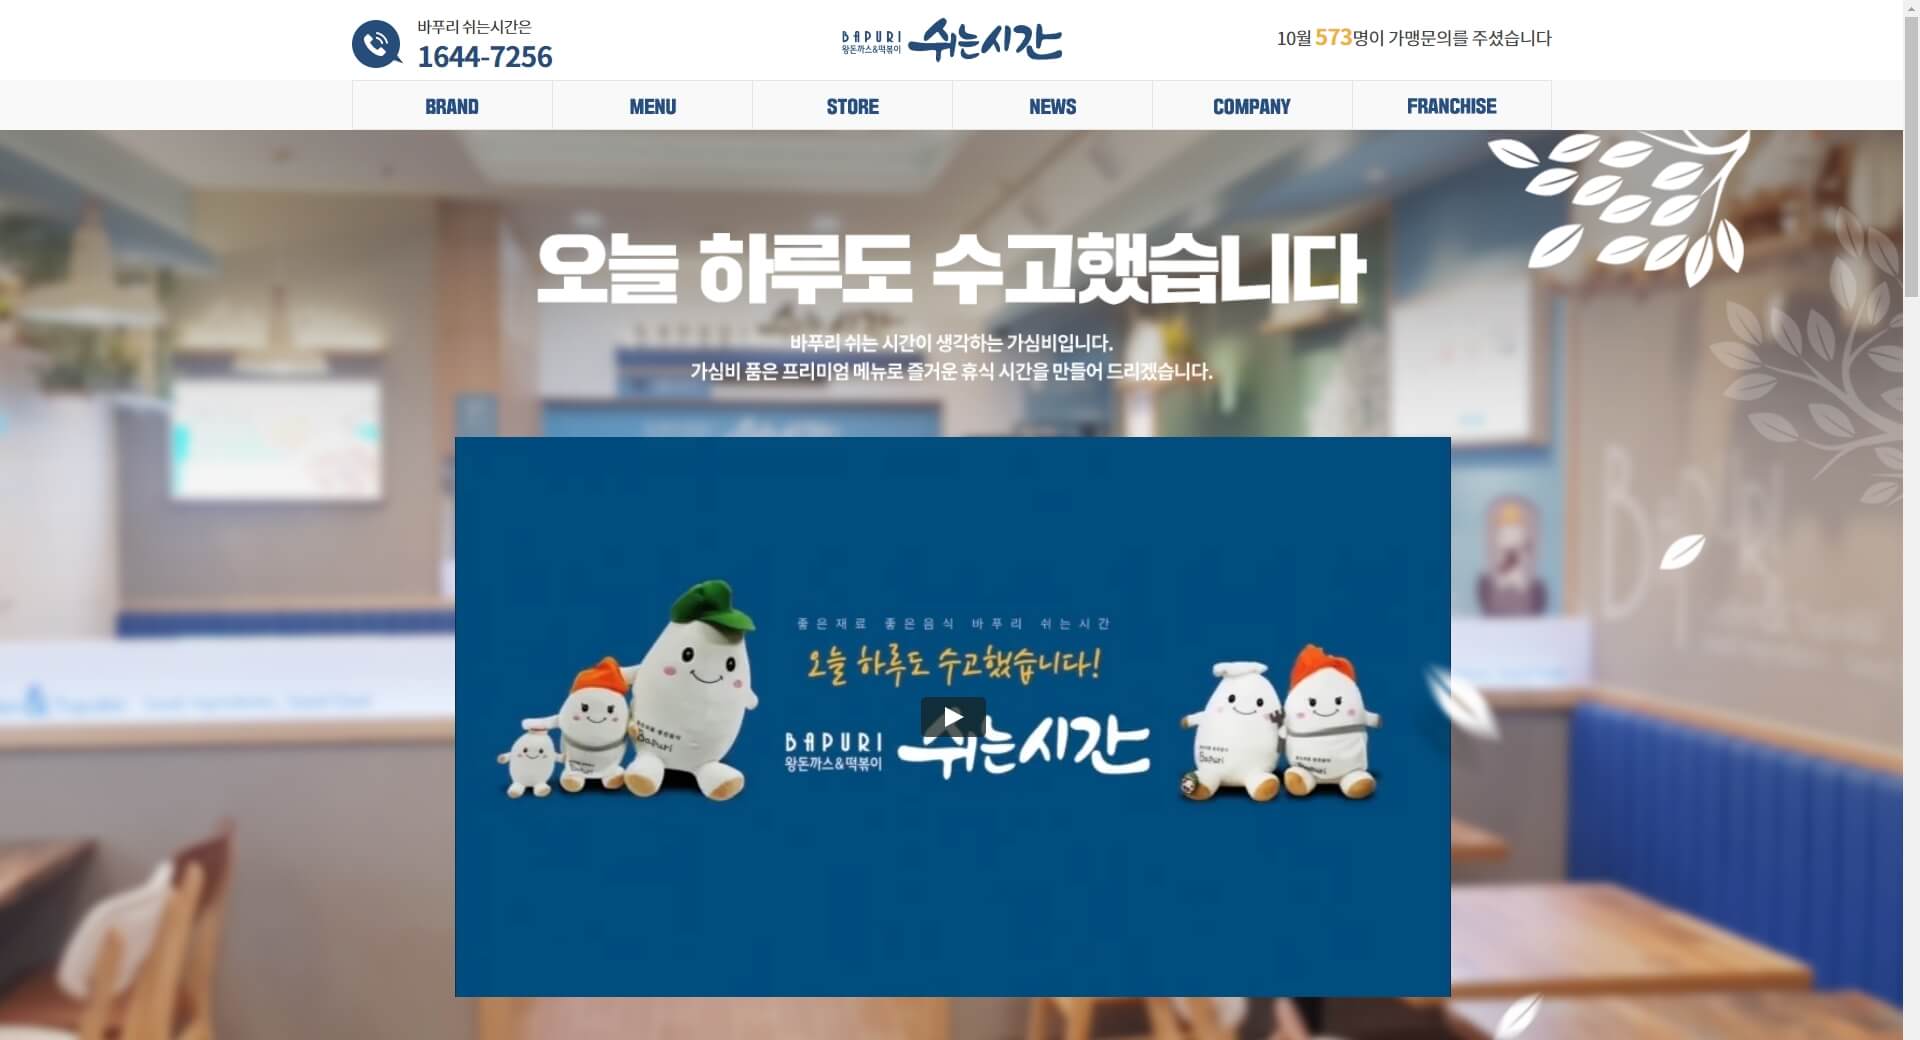 바푸리 쉬는시간은
1644-7256
BAPURI
왕돈까스&떡볶이
쉬는시간
10월 573명이 가맹문의를 주셨습니다
BRAND
MENU
STORE
NEWS
COMPANY
FRANCHISE
오늘 하루도 수고했습니다
바푸리 쉬는 시간이 생각하는 가심비입니다.
가심비 품은 프리미엄 메뉴로 즐거운 휴식 시간을 만들어 드리겠습니다.
좋은재료 좋은음식 바푸리 쉬는시간
오늘 하루도 수고했습니다!
BAPURI
왕돈까스&떡볶이
쉬는시간
Bapuri
Bapuri
Bapuri
Bapuri